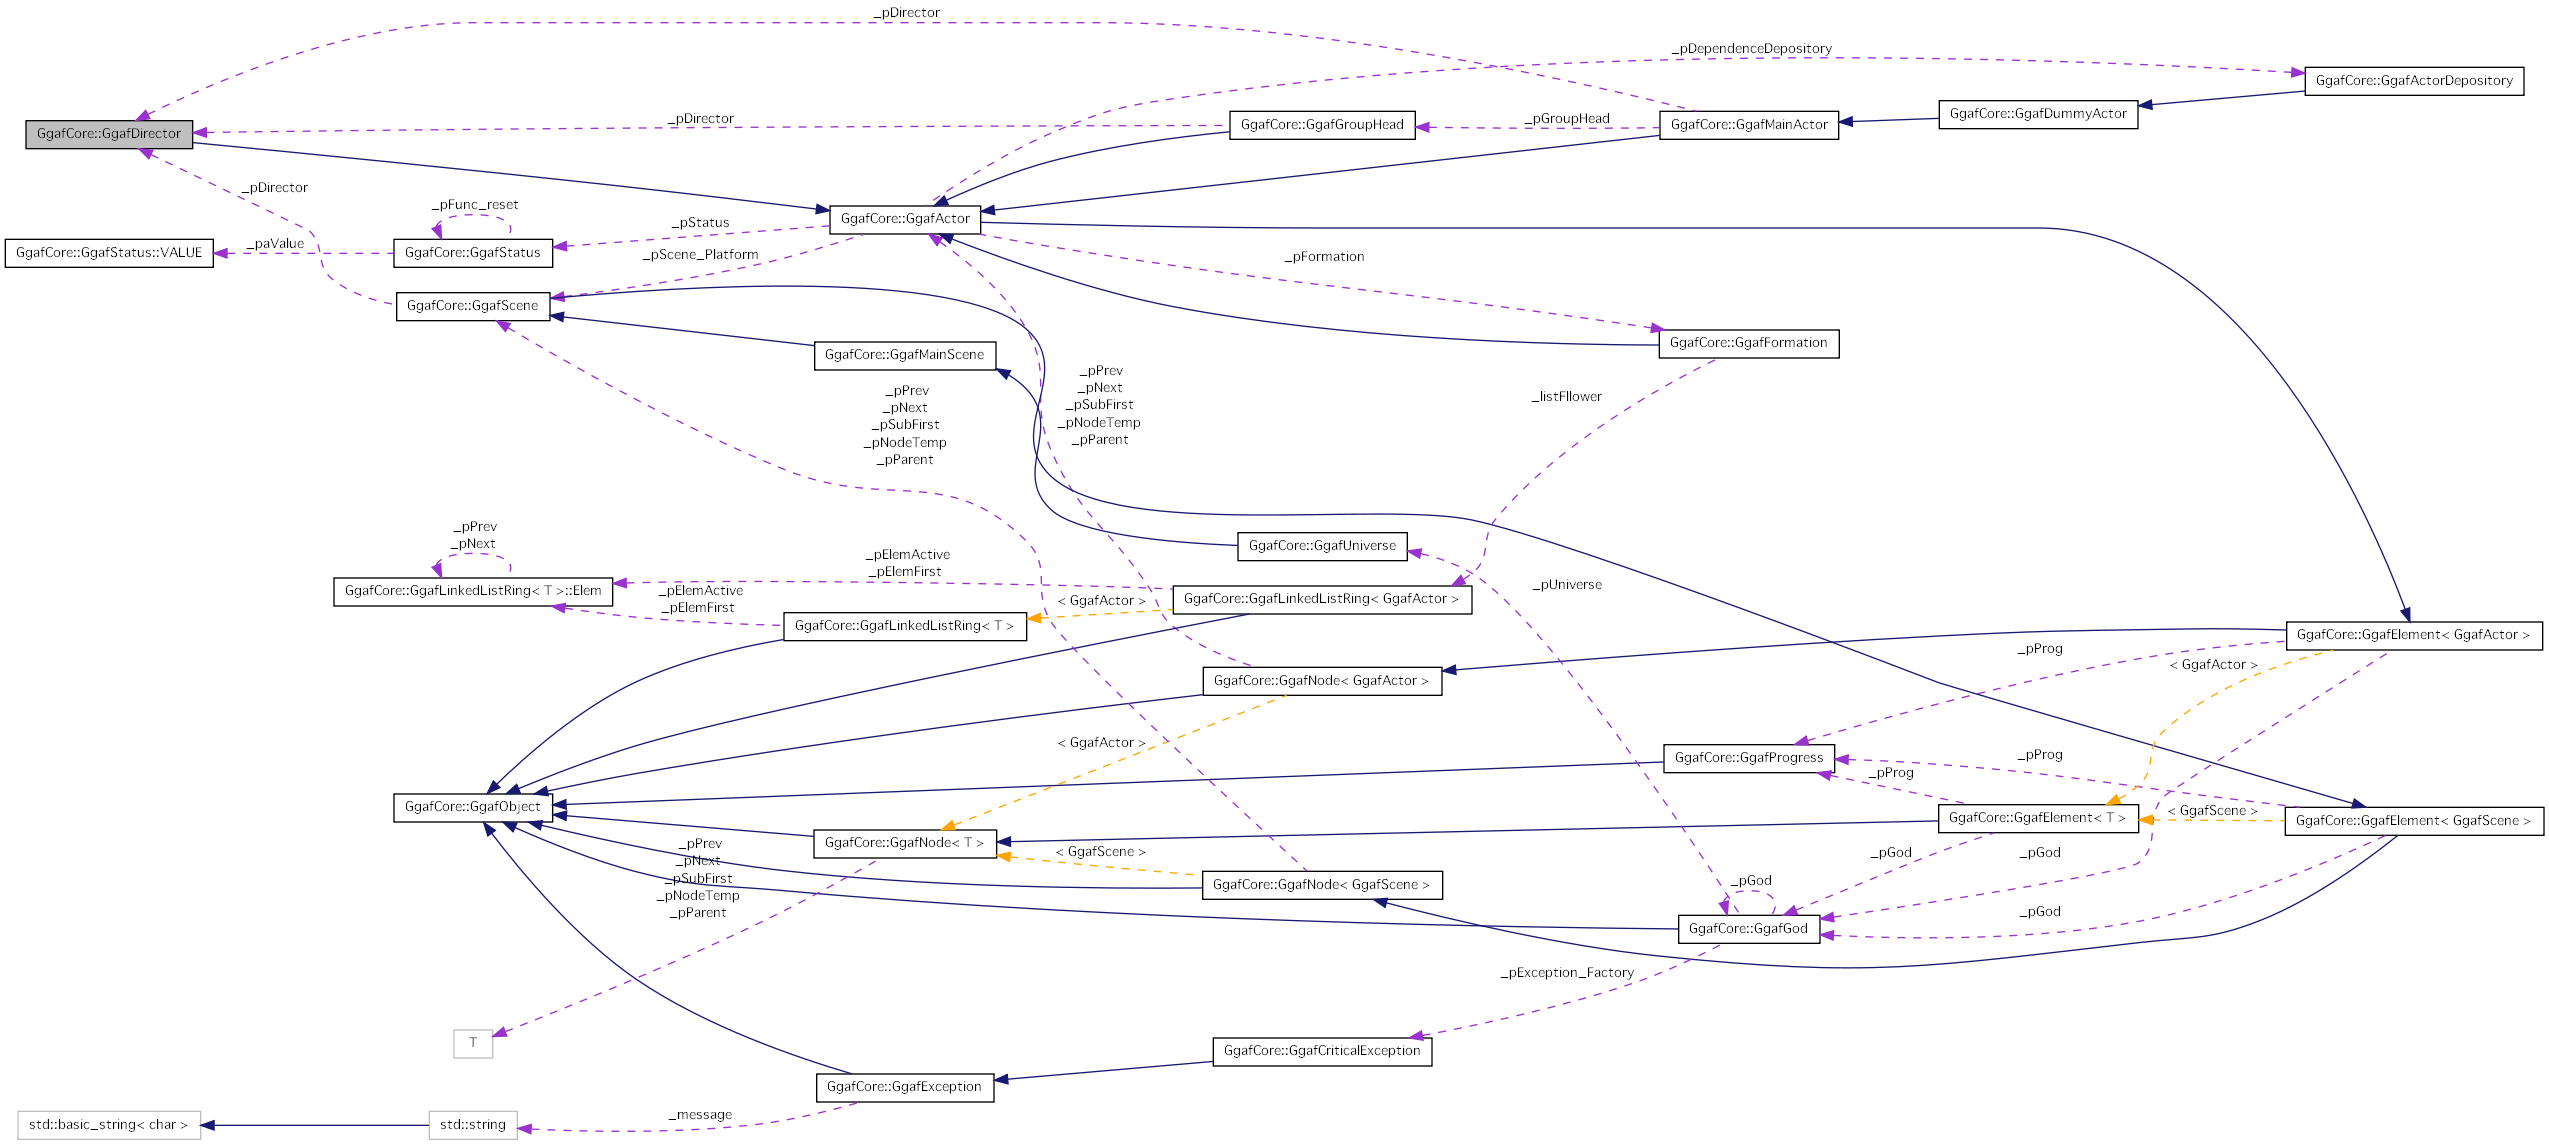 _pDirector
_pDependenceDepository
GgafCore::GgafActorDepository
GgafCore::GgafDummyActor
_pDirector
_pGroupHead
GgafCore::GgafGroupHead
GgafCore::GgafMainActor
GgafCore::GgafDirector
_pDirector
_pFunc_reset
GgafCore::GgafActor
_pStatus
_paValue
GgafCore::GgafStatus::VALUE
GgafCore::GgafStatus
_pScene_Platform
_pFormation
GgafCore::GgafScene
GgafCore::GgafFormation
GgafCore::GgafMainScene
_pPrev
_pNext
_pSubFirst
_pNodeTemp
_pParent
_pPrev
_pNext
_pSubFirst
_pNodeTemp
_pParent
_listFllower
_pPrev
_pNext
GgafCore::GgafUniverse
_pElemActive
_pElemFirst
_pUniverse
GgafCore::GgafLinkedListRing< T >::Elem
_pElemActive
_pElemFirst
< GgafActor >
GgafCore::GgafLinkedListRing< GgafActor >
GgafCore::GgafLinkedListRing< T >
GgafCore::GgafElement< GgafActor >
_pProg
< GgafActor >
GgafCore::GgafNode< GgafActor >
< GgafActor >
GgafCore::GgafProgress
_pProg
_pProg
GgafCore::GgafObject
< GgafScene >
GgafCore::GgafElement< T >
GgafCore::GgafElement< GgafScene >
_pPrev
_pNext
_pSubFirst
_pNodeTemp
_pParent
GgafCore::GgafNode< T >
< GgafScene >
_pGod
_pGod
_pGod
GgafCore::GgafNode< GgafScene >
_pGod
GgafCore::GgafGod
_pException_Factory
T
GgafCore::GgafCriticalException
GgafCore::GgafException
_message
std::basic_string< char >
std::string